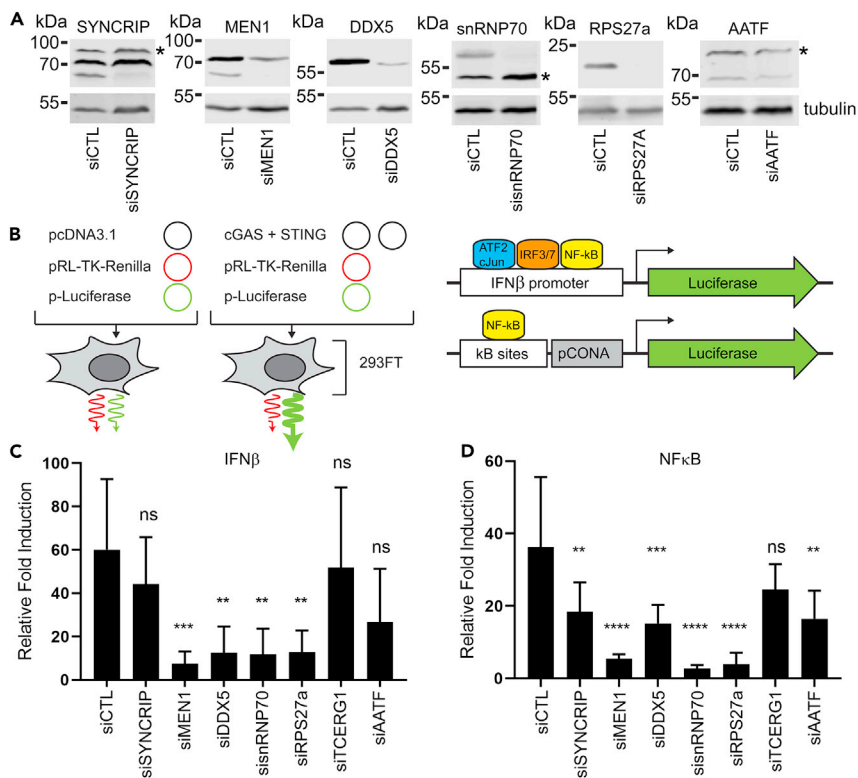 A
SYNCRIP
MEN1
DDX5
snRNP70
RPS27a
AATF
kDa
100
70
55
*
kDa
100
70
55
kDa
55
55
kDa
55
55
*
kDa
25
55
kDa
70
55
*
tubulin
siCTL
siSYNCRIP
siCTL
siMEN1
siCTL
siDDX5
siCTL
sisnRNP70
siCTL
siRPS27A
siCTL
siAATF
B
pcDNA3.1
pRL-TK-Renilla
p-Luciferase
cGAS + STING
pRL-TK-Renilla
p-Luciferase
293FT
ATF2
cJun
IRF3/7
NF-kB
IFNβ promoter
Luciferase
NF-kB
kB sites
pCONA
Luciferase
C
IFNβ
Relative Fold Induction
100
80
60
40
20
0
ns
***
**
**
**
ns
ns
siCTL
siSYNCRIP
siMEN1
siDDX5
sisnRNP70
siRPS27a
siTCERG1
siAATF
D
NFκB
Relative Fold Induction
60
40
20
0
**
****
***
****
****
ns
**
siCTL
siSYNCRIP
siMEN1
siDDX5
sisnRNP70
siRPS27a
siTCERG1
siAATF